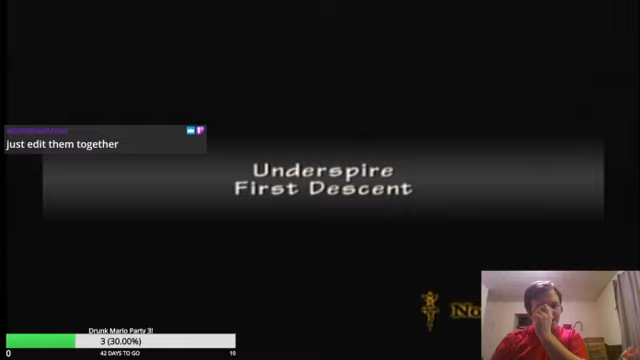 just edit them together
Underspire
First Descent
No
Drunk Mario Party 3!
3 (30.00%)
0
42 DAYS TO GO
10